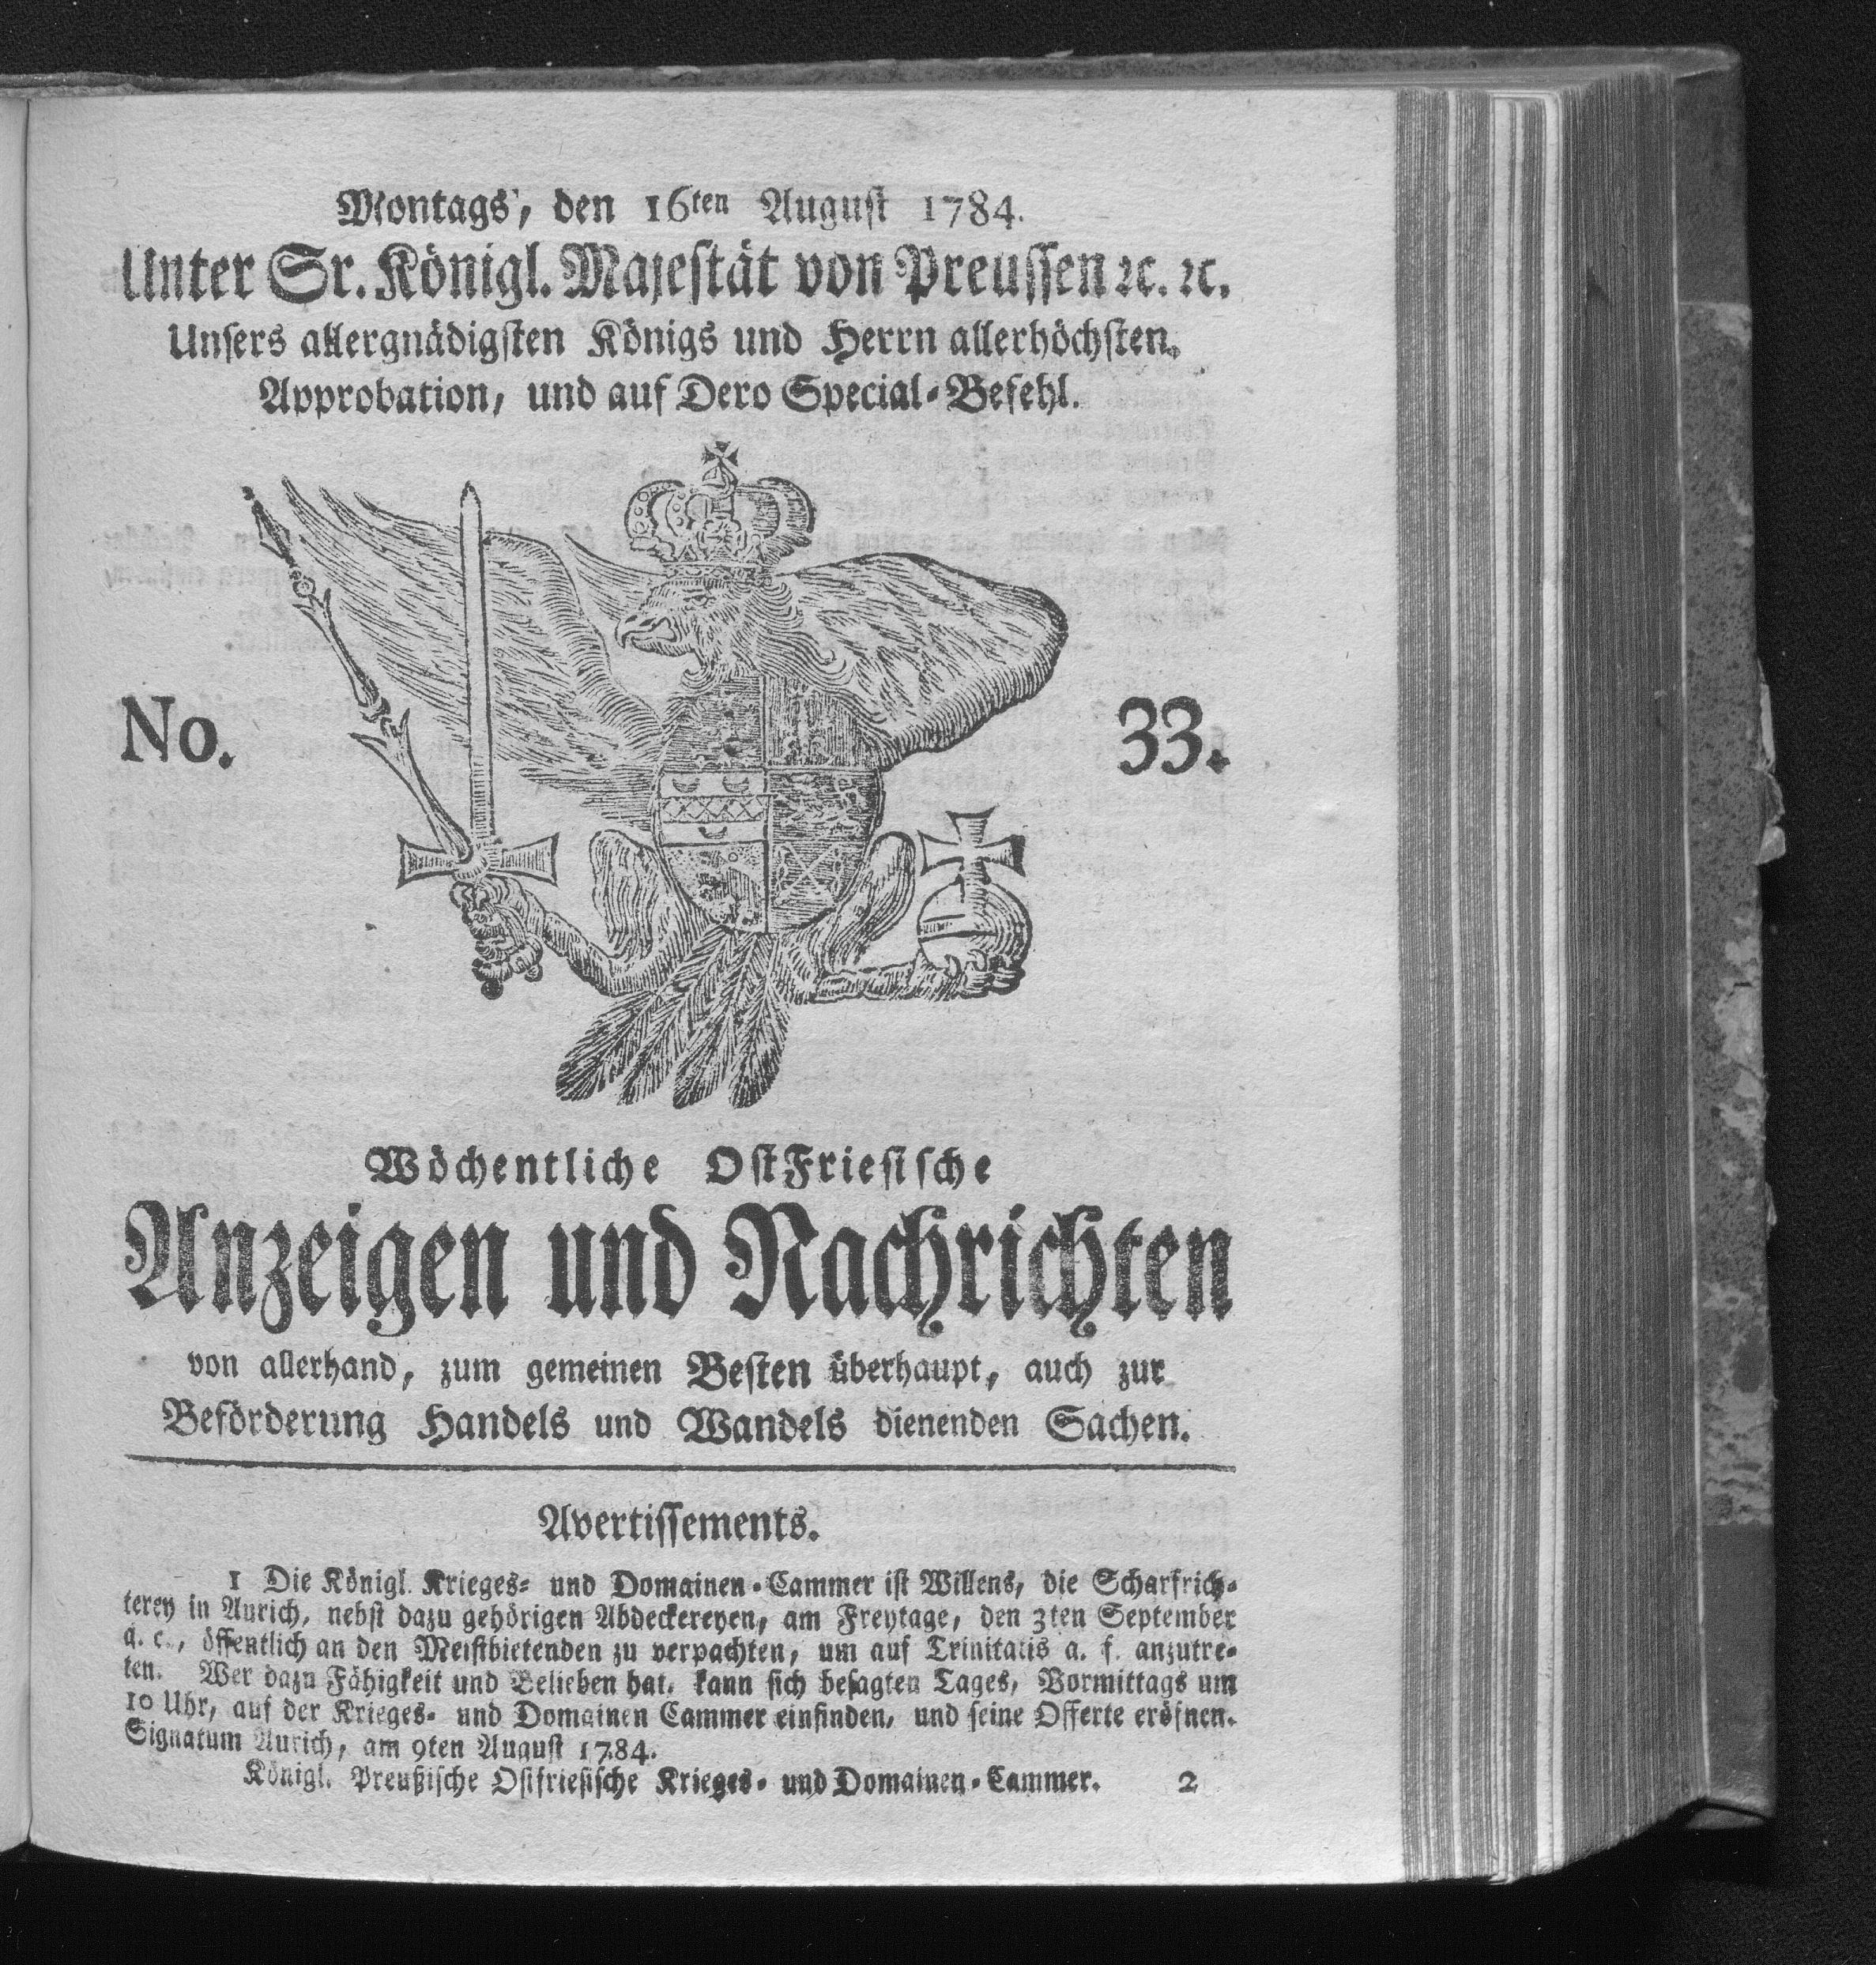 Montags, den 16ten August 1784.
Unter Sr. Königl. Majestät von Preussen ꝛc. ꝛc.
Unsers allergnädigsten Königs und Herrn allerhöchsten
Approbation, und auf Dero Special-Befehl.
No. 33.
Wöchentliche OstFriesische
Anzeigen und Nachrichten
von allerhand, zum gemeinen Besten überhaupt, auch zur
Beförderung Handels und Wandels dienenden Sachen.
Avertissements.
1 Die Königl. Krieges- und Domainen-Cammer ist Willens, die Scharfrich-
terey in Aurich, nebst dazu gehörigen Abdeckereyen, am Freytage, den 3ten September
a. c., öffentlich an den Meistbietenden zu verpachten, um auf Trinitatis a. f. anzutre-
ten. Wer dazu Fähigkeit und Belieben hat, kann sich besagten Tages, Vormittags um
10 Uhr, auf der Krieges- und Domainen Cammer einfinden, und seine Offerte eröfnen.
Signatum Aurich, am 9ten August 1784.
Königl. Preußische Ostfriesische Krieges- und Domainen-Cammer. 2